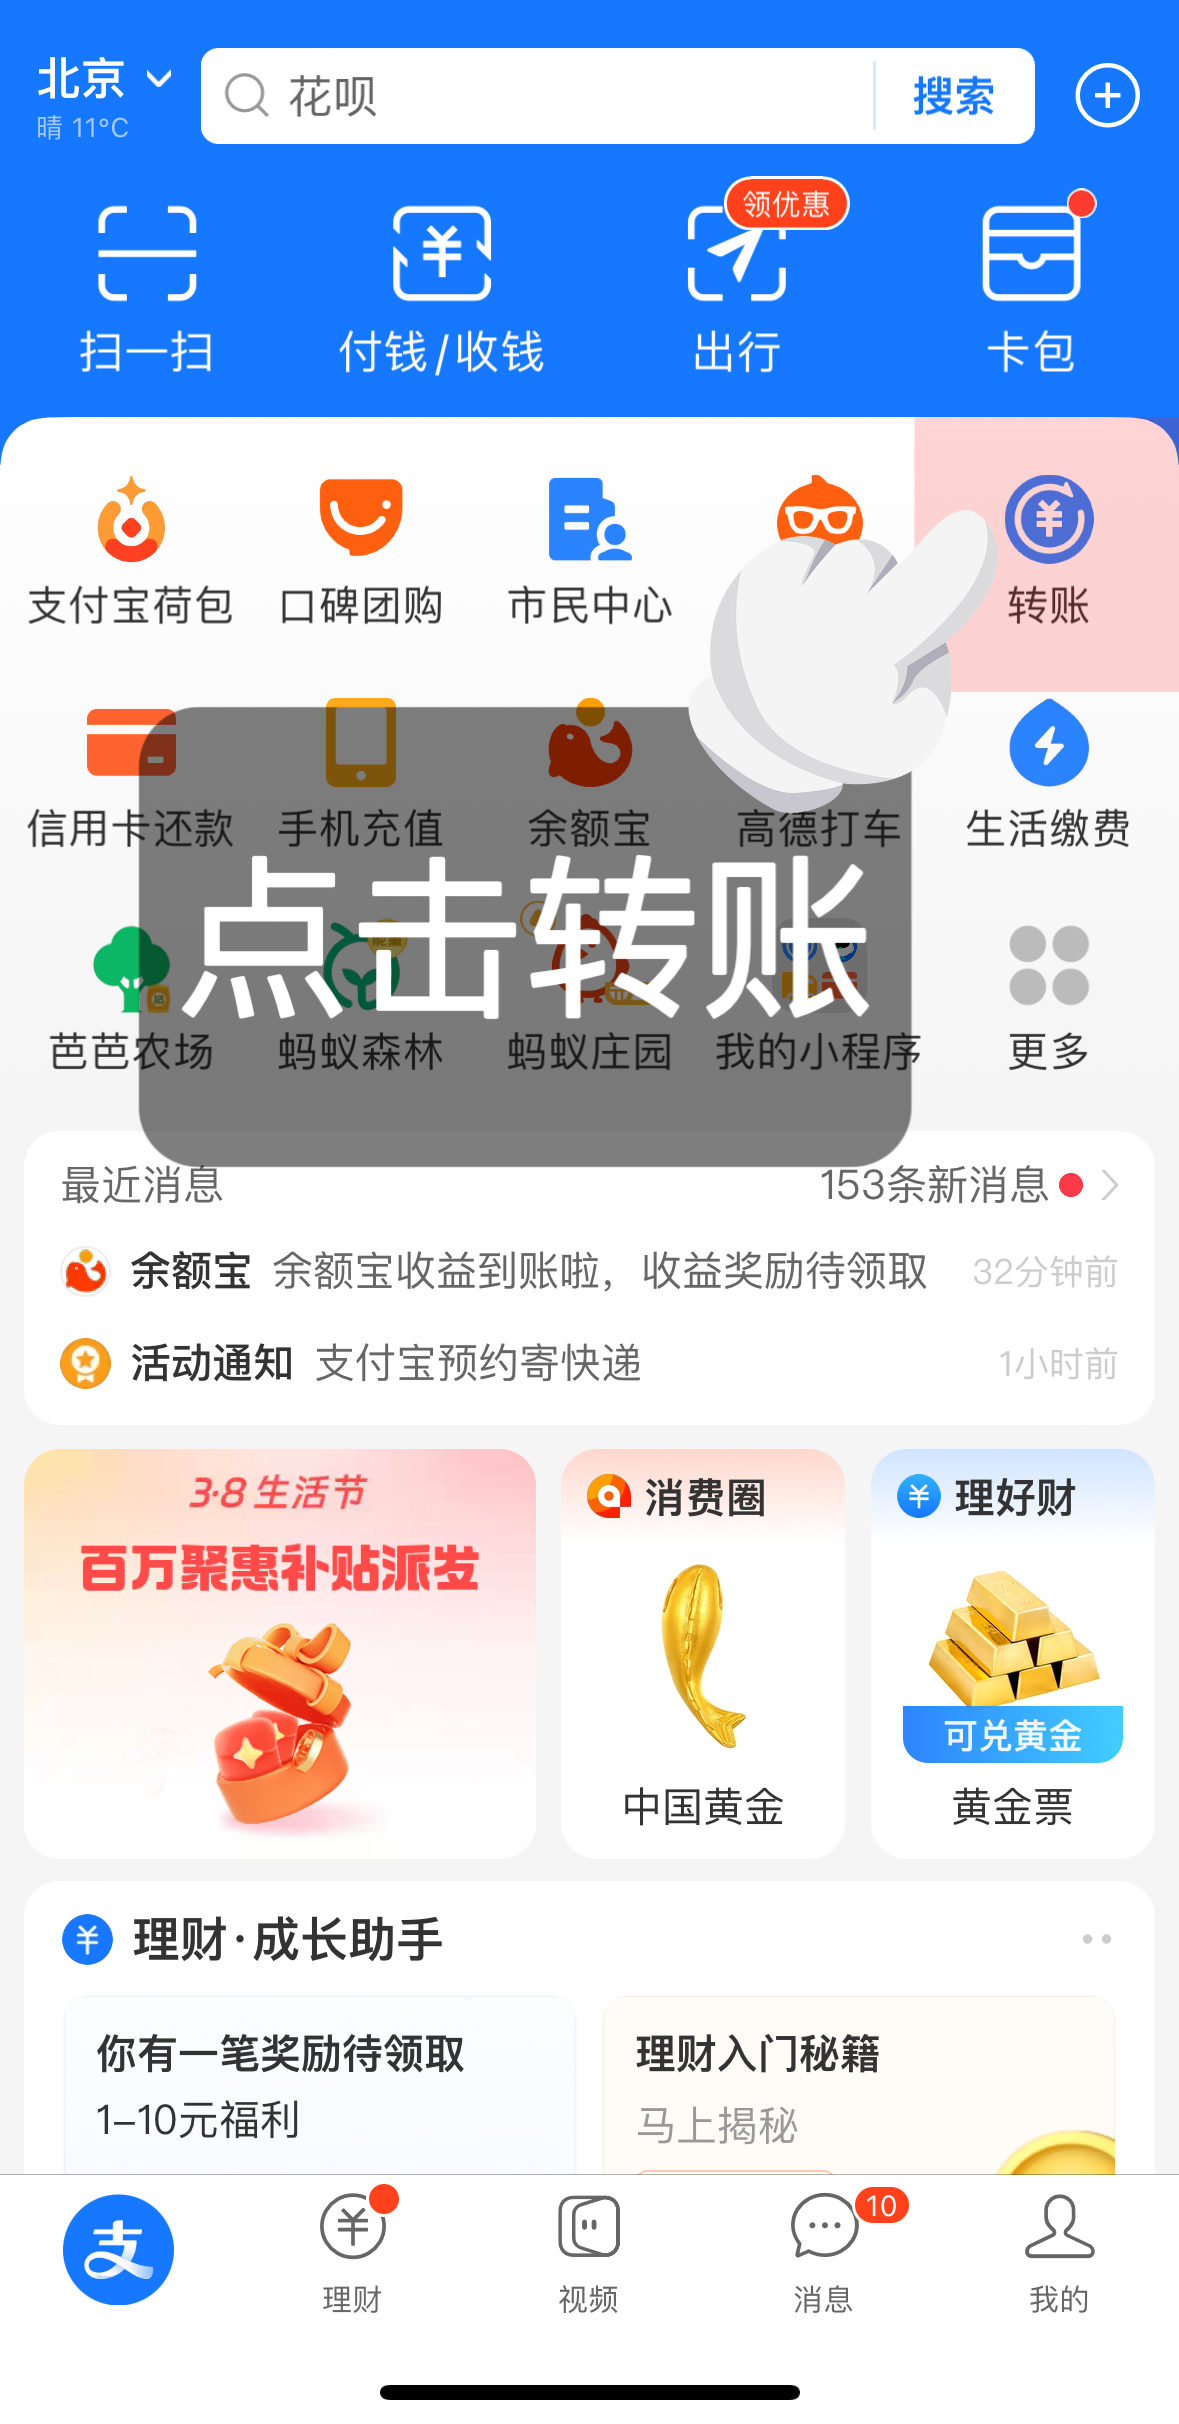 北京
晴 11°C
花呗
搜索
领优惠
扫一扫 付钱/收钱 出行 卡包
支付宝荷包 口碑团购 市民中心 转账
信用卡还款 手机充值 余额宝 高德打车 生活缴费
点击转账
芭芭农场 蚂蚁森林 蚂蚁庄园 我的小程序 更多
最近消息 153条新消息
余额宝 余额宝收益到账啦，收益奖励待领取 32分钟前
活动通知 支付宝预约寄快递 1小时前
3·8生活节
百万聚惠补贴派发
消费圈
中国黄金
理好财
可兑黄金
黄金票
理财·成长助手
你有一笔奖励待领取
1-10元福利
理财入门秘籍
马上揭秘
支
10
理财 视频 消息 我的